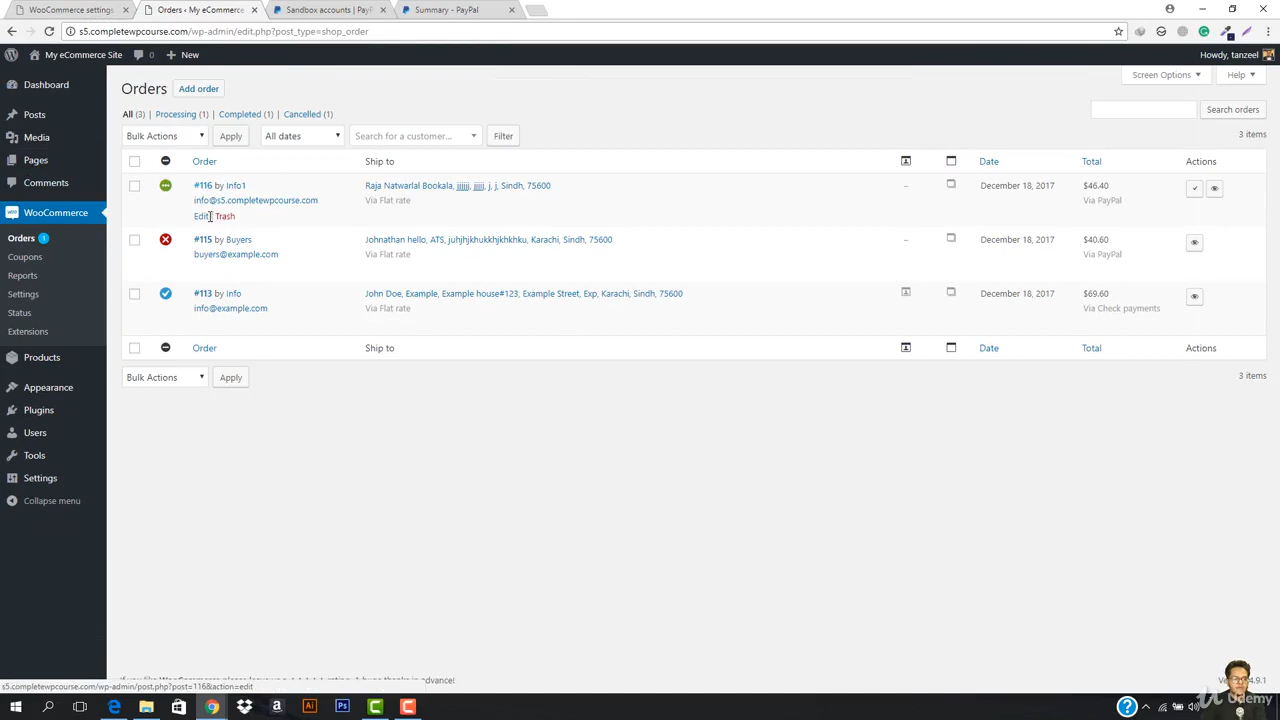 WooCommerce settings
Orders ‹ My eCommerce
Sandbox accounts | PayP
Summary - PayPal
s5.completewpcourse.com/wp-admin/edit.php?post_type=shop_order
My eCommerce Site
0
New
Howdy, tanzeel
Dashboard
Posts
Media
Pages
Comments
WooCommerce
Orders 1
Coupons
Reports
Settings
Status
Extensions
Products
Appearance
Plugins
Users
Tools
Settings
Collapse menu
Screen Options
Help
Orders
Add order
All (3) | Processing (1) | Completed (1) | Cancelled (1)
Search orders
Bulk Actions
Apply
All dates
Search for a customer...
Filter
3 items
Order
Ship to
Date
Total
Actions
#116 by Info1
info@s5.completewpcourse.com
Edit | Trash
Raja Natwarlal Bookala, jjjjjj, jjjjj, j, j, Sindh, 75600
Via Flat rate
–
December 18, 2017
$46.40
Via PayPal
#115 by Buyers
buyers@example.com
Johnathan hello, ATS, juhjhjkhukkhjkhkhku, Karachi, Sindh, 75600
Via Flat rate
–
December 18, 2017
$40.60
Via PayPal
#113 by Info
info@example.com
John Doe, Example, Example house#123, Example Street, Exp, Karachi, Sindh, 75600
Via Flat rate
December 18, 2017
$69.60
Via Check payments
Order
Ship to
Date
Total
Actions
Bulk Actions
Apply
3 items
s5.completewpcourse.com/wp-admin/post.php?post=116&action=edit
4.9.1
Udemy